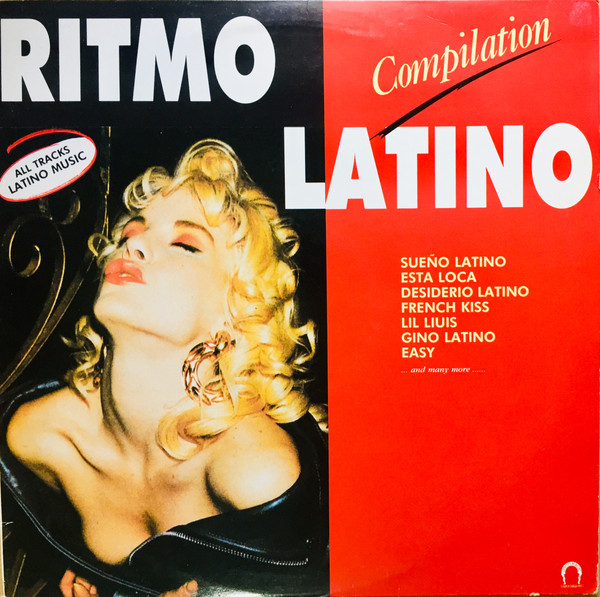 RITMO
Compilation
LATINO
ALL TRACKS
LATINO MUSIC
SUEÑO LATINO
ESTA LOCA
DESIDERIO LATINO
FRENCH KISS
LIL LIUIS
GINO LATINO
EASY
... and many more ......